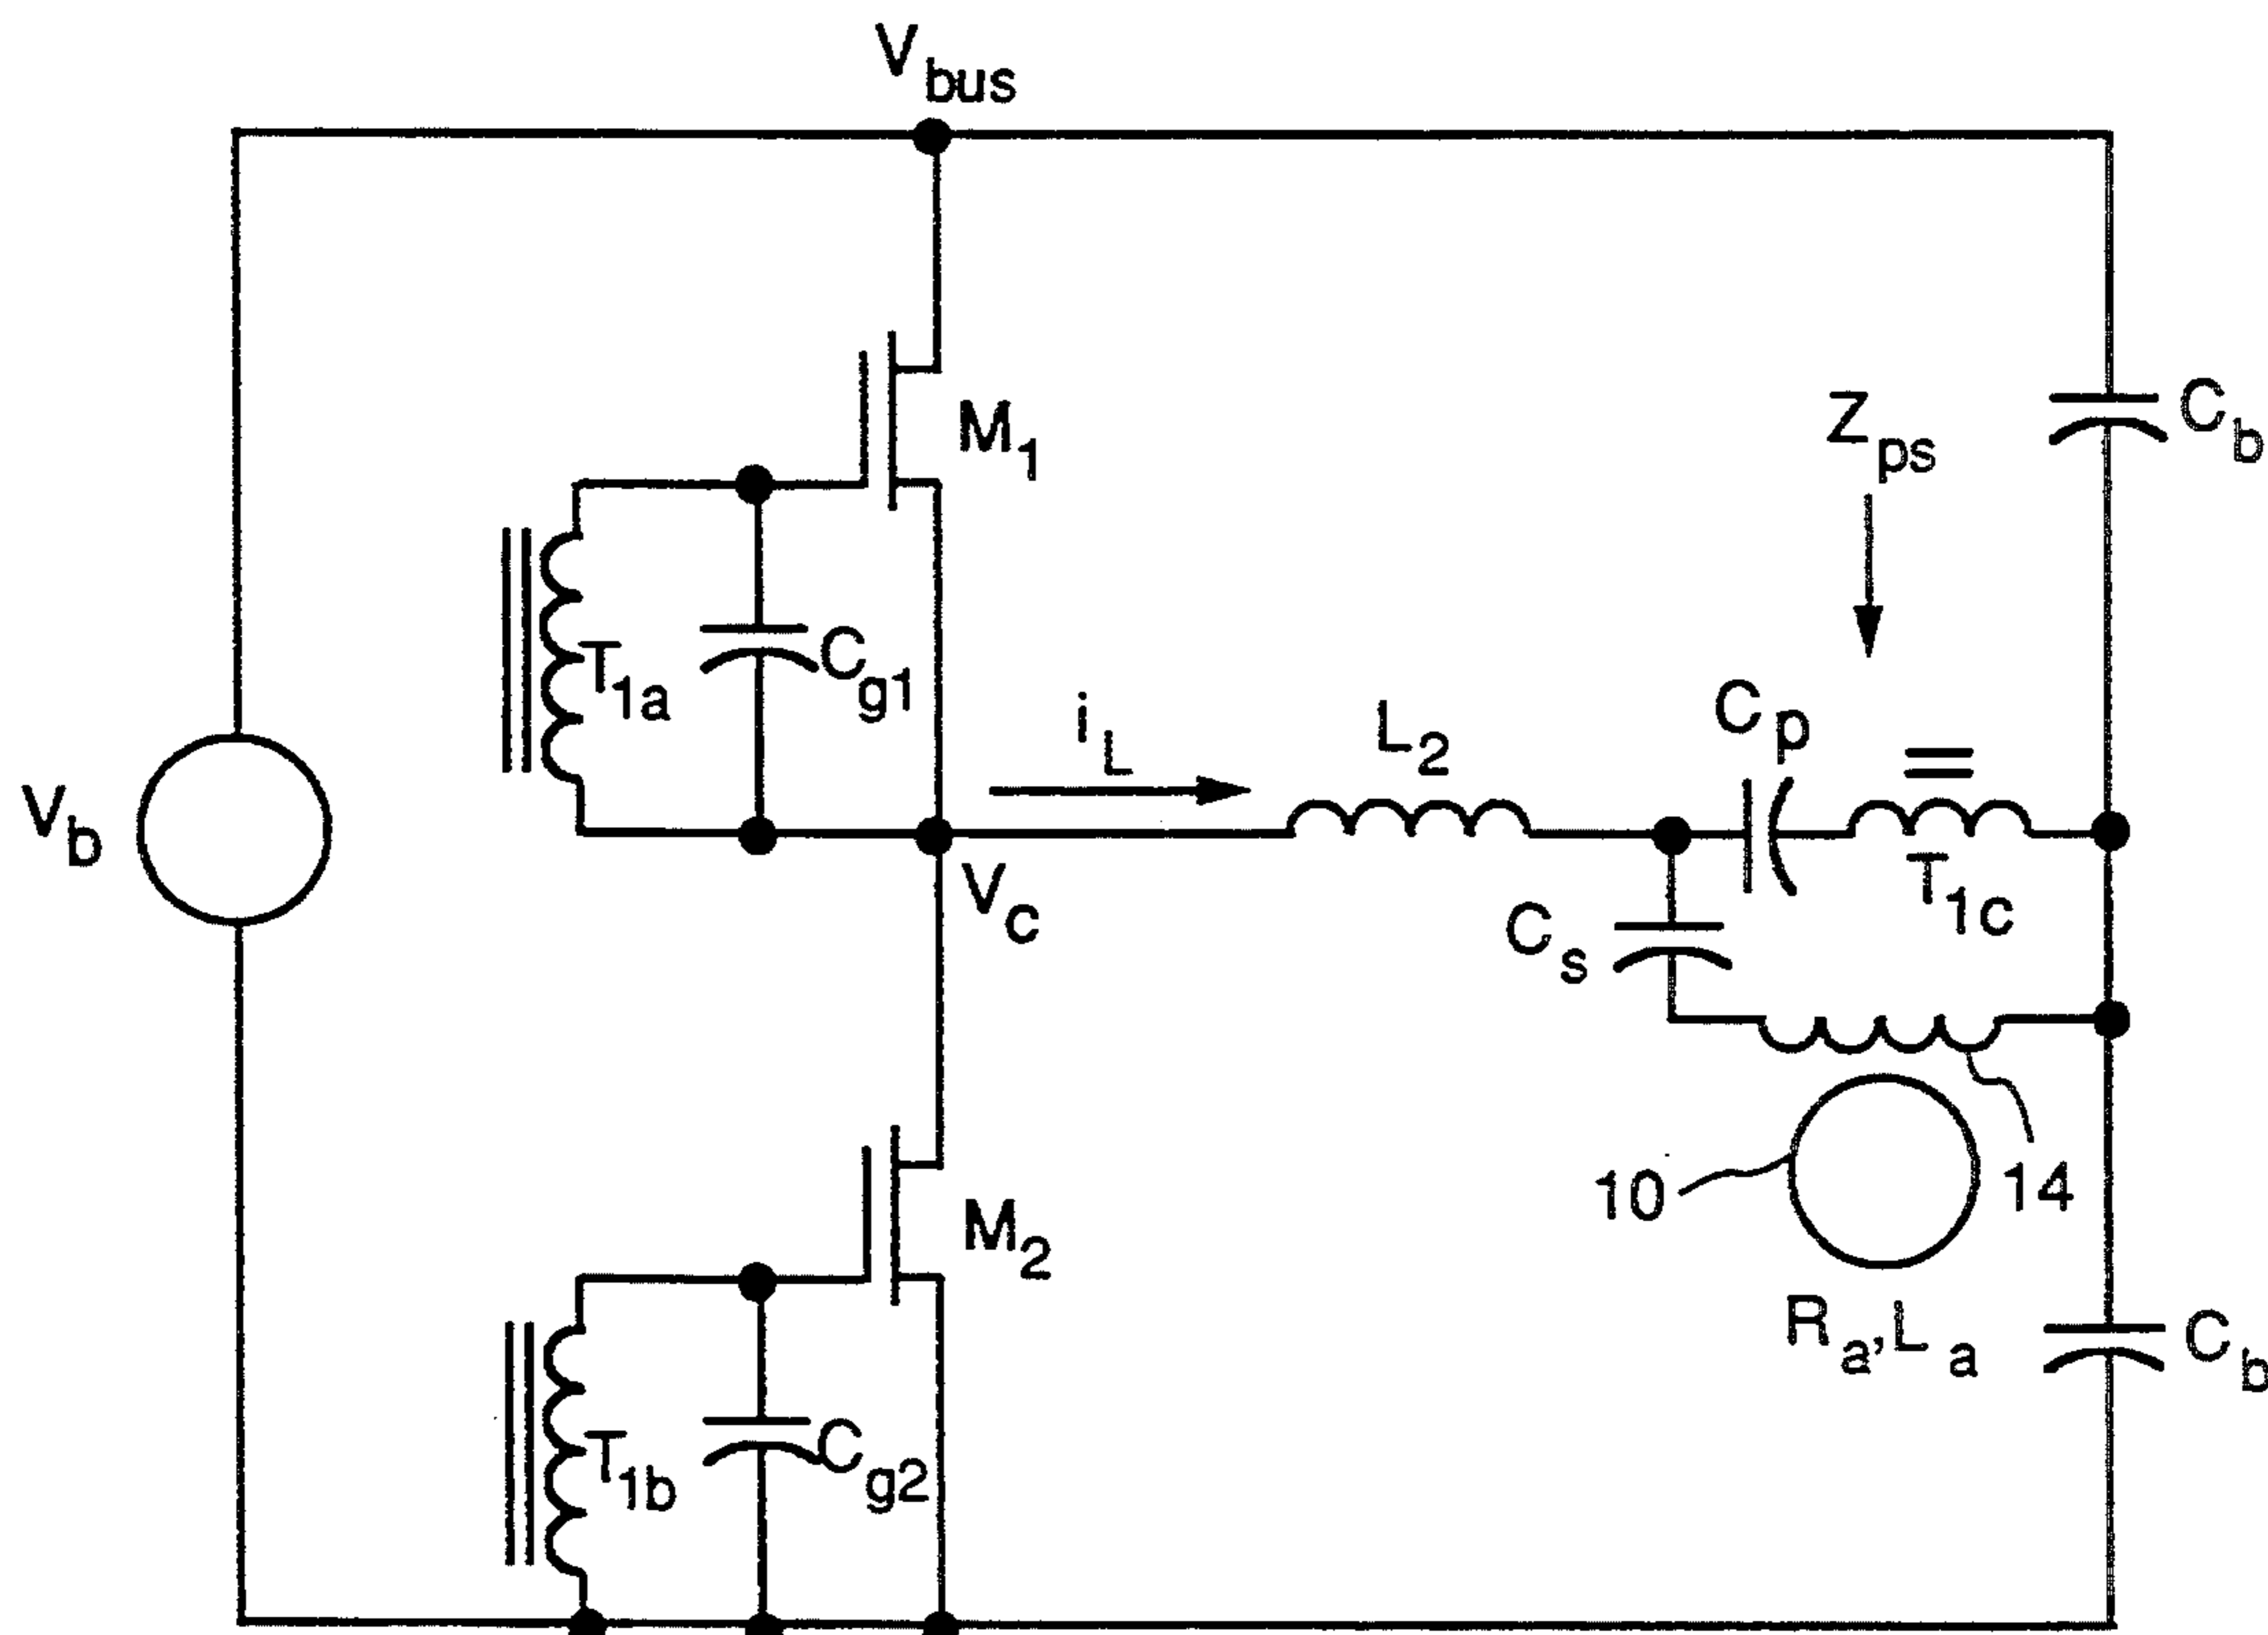 Vbus
M1
Cb
Zps
T1a
Cg1
iL
L2
Cp
T1c
Vb
Vc
Cs
10
14
M2
Ra,La
Cb
T1b
Cg2